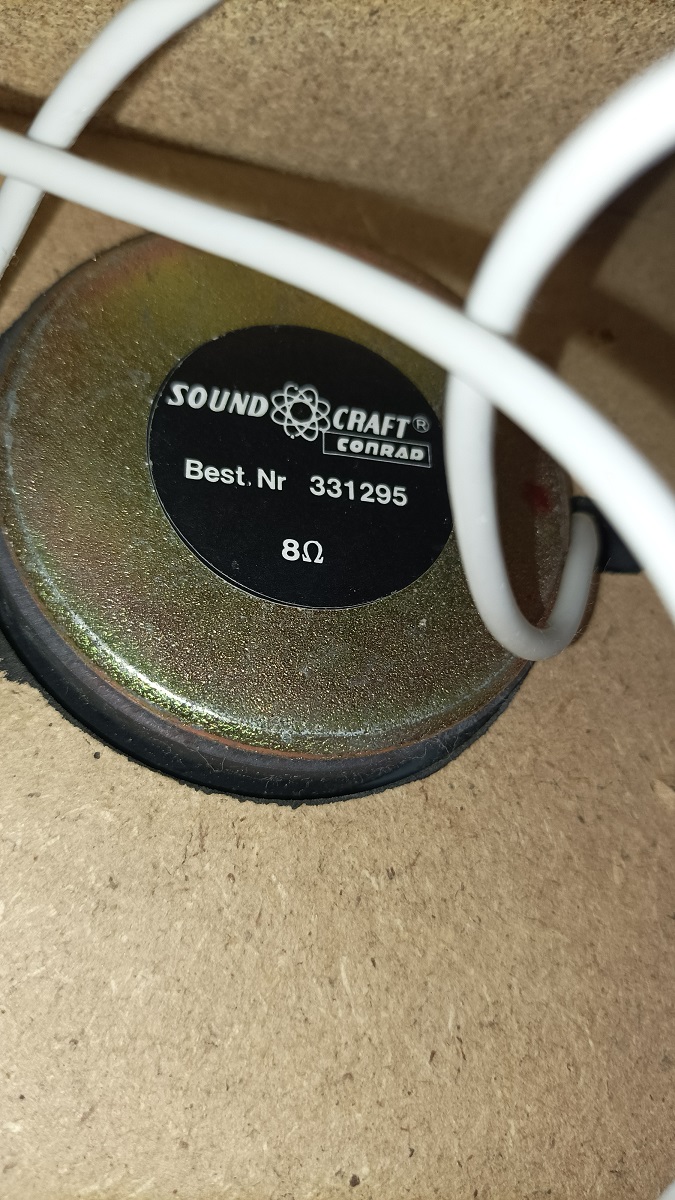 SOUND CRAFT®
CONRAD
Best. Nr 331295
8Ω